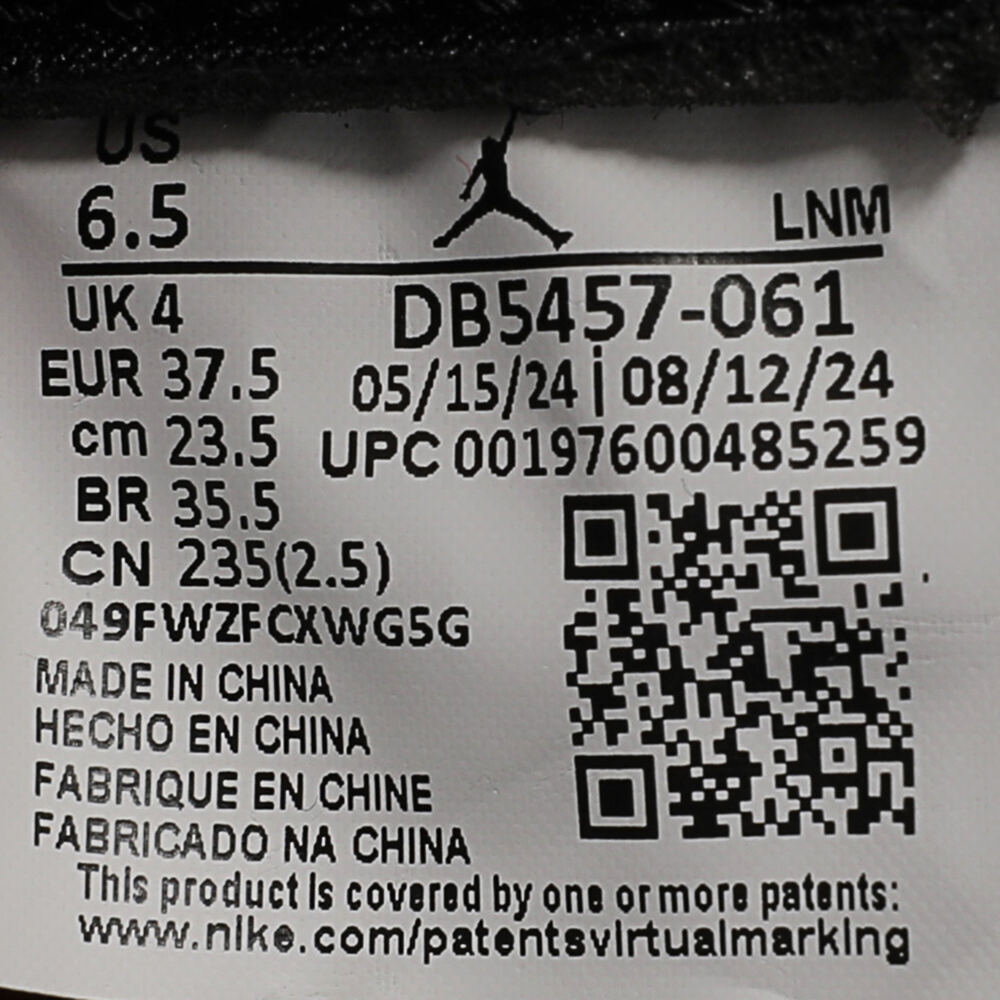 US
6.5
LNM
UK 4
DB5457-061
EUR 37.5
05/15/24 | 08/12/24
cm 23.5
UPC 00197600485259
BR 35.5
CN 235(2.5)
049FWZFCXWG5G
MADE IN CHINA
HECHO EN CHINA
FABRIQUE EN CHINE
FABRICADO NA CHINA
This product is covered by one or more patents:
www.nike.com/patentsvirtualmarking